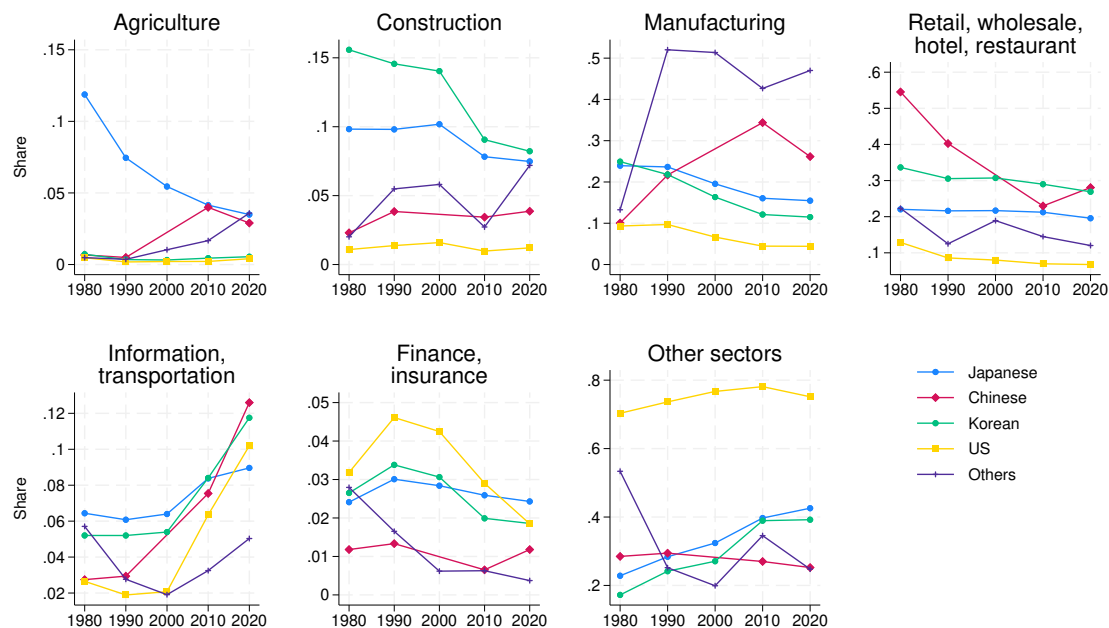 Agriculture
Share
.15
.1
.05
0
1980 1990 2000 2010 2020
Construction
.15
.1
.05
0
1980 1990 2000 2010 2020
Manufacturing
.5
.4
.3
.2
.1
0
1980 1990 2000 2010 2020
Retail, wholesale,
hotel, restaurant
.6
.5
.4
.3
.2
.1
1980 1990 2000 2010 2020
Information,
transportation
Share
.12
.1
.08
.06
.04
.02
1980 1990 2000 2010 2020
Finance,
insurance
.05
.04
.03
.02
.01
0
1980 1990 2000 2010 2020
Other sectors
.8
.6
.4
.2
1980 1990 2000 2010 2020
Japanese
Chinese
Korean
US
Others